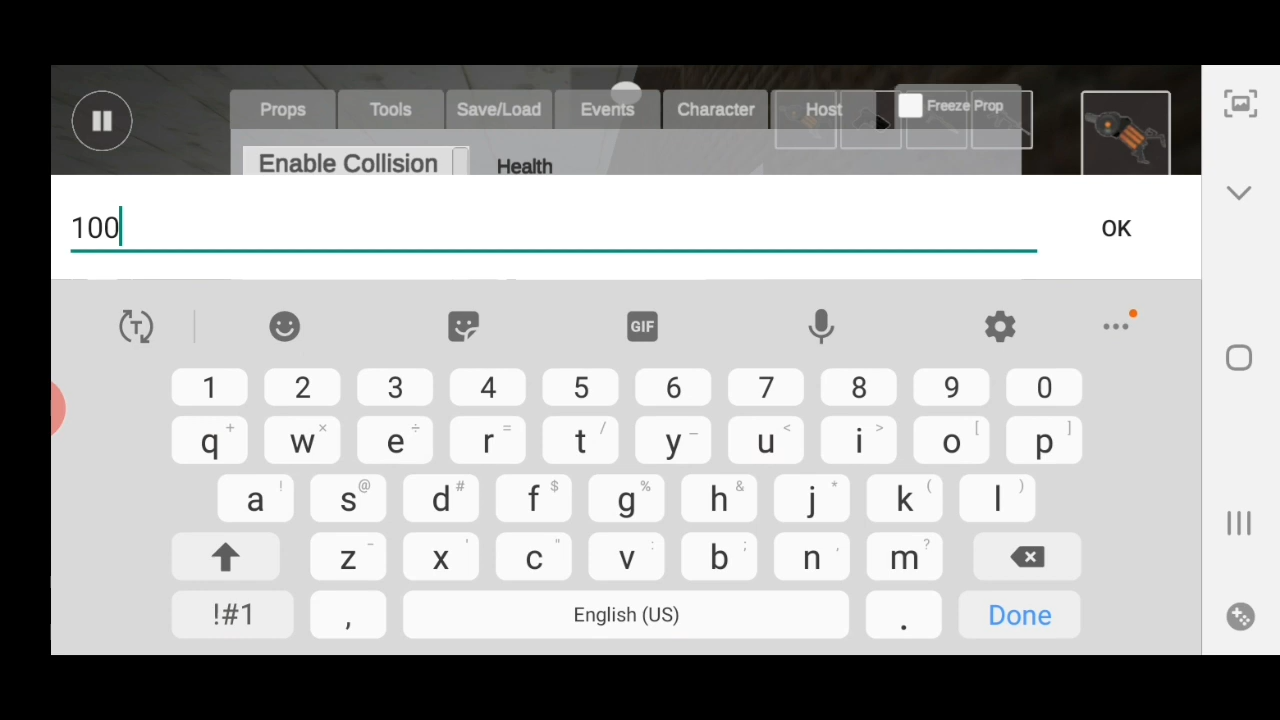 Props Tools Save/Load Events Character Host Freeze Prop
Enable Collision Health
100 OK
T GIF
1 2 3 4 5 6 7 8 9 0
q + w × e ÷ r = t / y _ u < i > o [ p ]
a ! s @ d # f $ g % h & j * k ( l )
z - x ' c " v : b ; n , m ?
!#1 , English (US) . Done